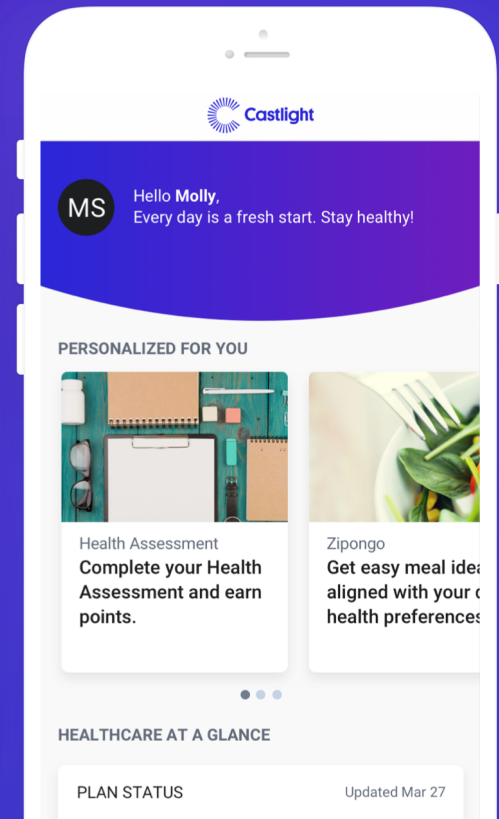 Castlight
MS
Hello Molly,
Every day is a fresh start. Stay healthy!
PERSONALIZED FOR YOU
Health Assessment
Complete your Health
Assessment and earn
points.
Zipongo
Get easy meal
aligned with your
health preferences
HEALTHCARE AT A GLANCE
PLAN STATUS
Updated Mar 27